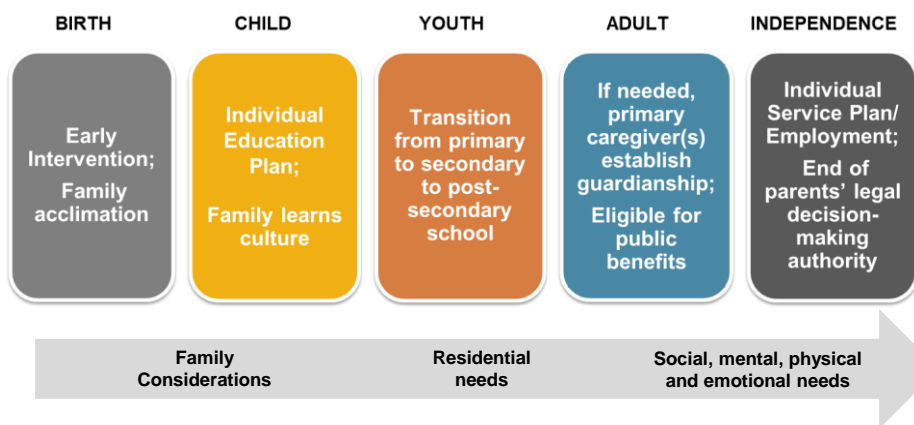 BIRTH
CHILD
YOUTH
ADULT
INDEPENDENCE
Early
Intervention;
Family
acclimation
Individual
Education
Plan;
Family learns
culture
Transition
from primary
to secondary
to post-
secondary
school
If needed,
primary
caregiver(s)
establish
guardianship;
Eligible for
public
benefits
Individual
Service Plan/
Employment;
End of
parents’ legal
decision-
making
authority
Family
Considerations
Residential
needs
Social, mental, physical
and emotional needs